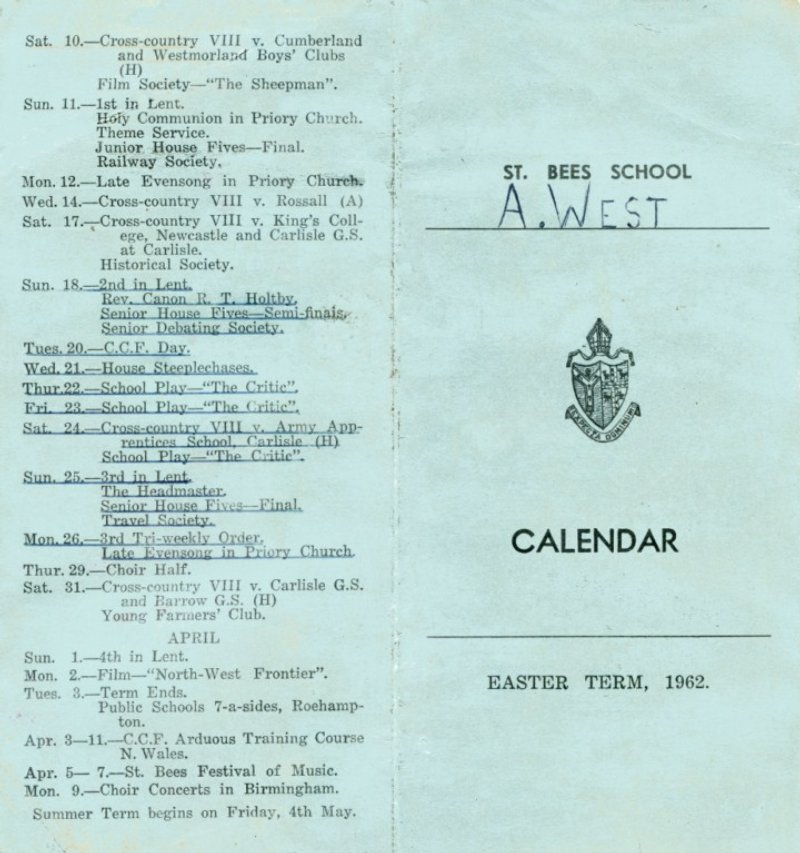 Sat. 10.—Cross-country VIII v. Cumberland
and Westmorland Boys' Clubs
(H)
Film Society—"The Sheepman".
Sun. 11.—1st in Lent.
Holy Communion in Priory Church.
Theme Service.
Junior House Fives—Final.
Railway Society.
Mon. 12.—Late Evensong in Priory Church.
Wed. 14.—Cross-country VIII v. Rossall (A)
Sat. 17.—Cross-country VIII v. King's Coll-
ege, Newcastle and Carlisle G.S.
at Carlisle.
Historical Society.
Sun. 18.—2nd in Lent.
Rev. Canon R. T. Holtby.
Senior House Fives—Semi-finals.
Senior Debating Society.
Tues. 20.—C.C.F. Day.
Wed. 21.—House Steeplechases.
Thur. 22.—School Play—"The Critic".
Fri. 23.—School Play—"The Critic".
Sat. 24.—Cross-country VIII v. Army App-
rentices School, Carlisle (H)
School Play—"The Critic".
Sun. 25.—3rd in Lent.
The Headmaster.
Senior House Fives—Final.
Travel Society.
Mon. 26.—3rd Tri-weekly Order.
Late Evensong in Priory Church.
Thur. 29.—Choir Half.
Sat. 31.—Cross-country VIII v. Carlisle G.S.
and Barrow G.S. (H)
Young Farmers' Club.
APRIL
Sun. 1.—4th in Lent.
Mon. 2.—Film—"North-West Frontier".
Tues. 3.—Term Ends.
Public Schools 7-a-sides, Roehamp-
ton.
Apr. 3—11.—C.C.F. Arduous Training Course
N. Wales.
Apr. 5— 7.—St. Bees Festival of Music.
Mon. 9.—Choir Concerts in Birmingham.
Summer Term begins on Friday, 4th May.
ST. BEES SCHOOL
A. WEST
EXPECTA DOMINUM
CALENDAR
EASTER TERM, 1962.